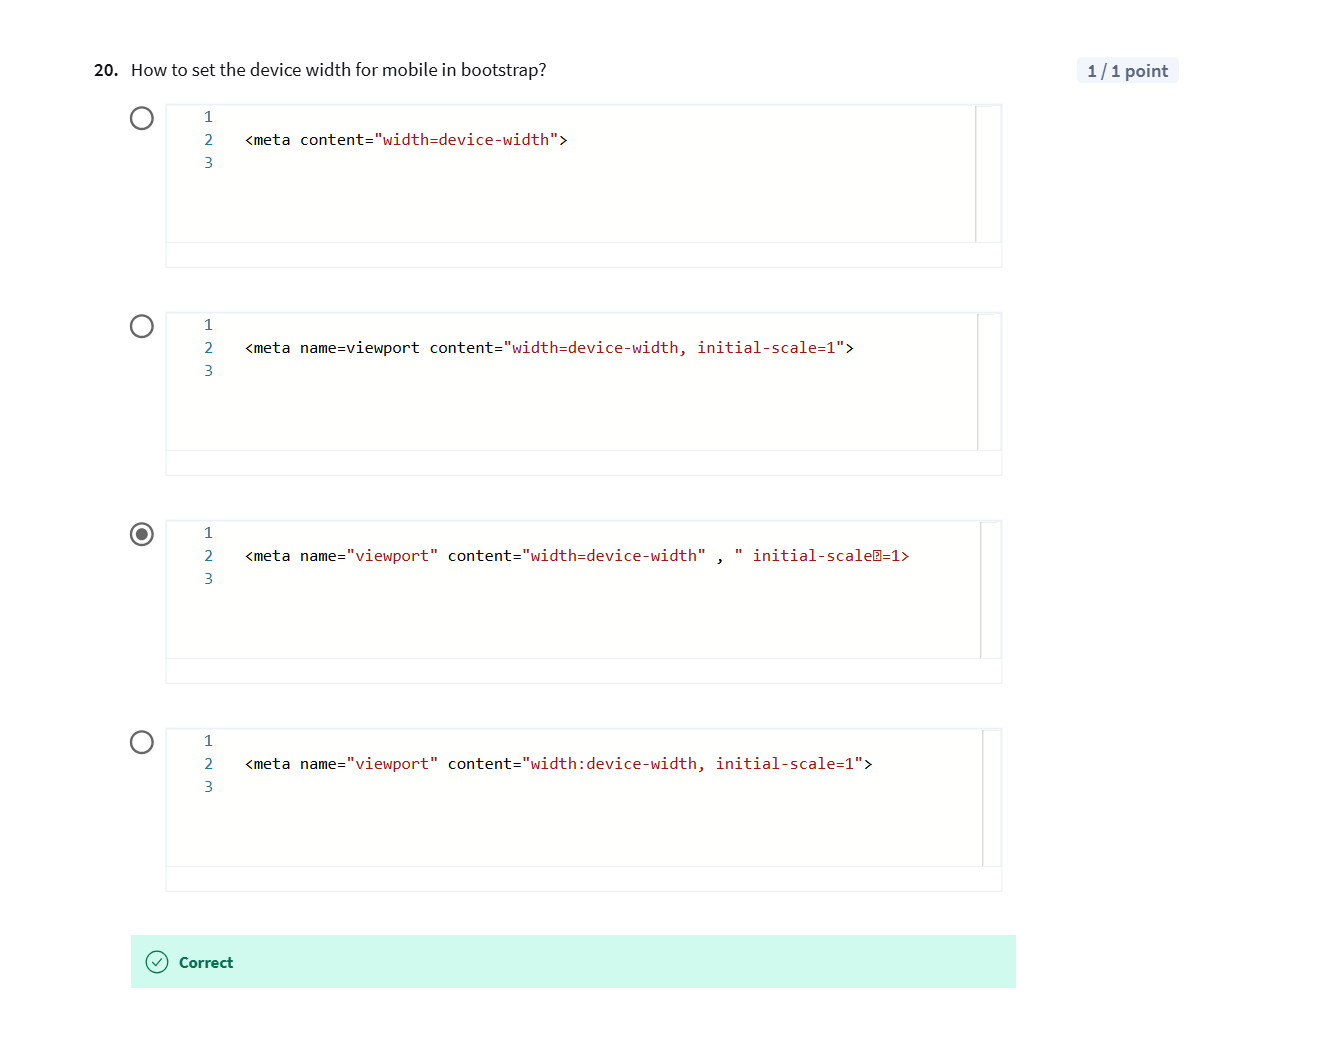 20. How to set the device width for mobile in bootstrap?
1 / 1 point
1
2 <meta content="width=device-width">
3
1
2 <meta name=viewport content="width=device-width, initial-scale=1">
3
1
2 <meta name="viewport" content="width=device-width" , " initial-scale⍰=1>
3
1
2 <meta name="viewport" content="width:device-width, initial-scale=1">
3
Correct